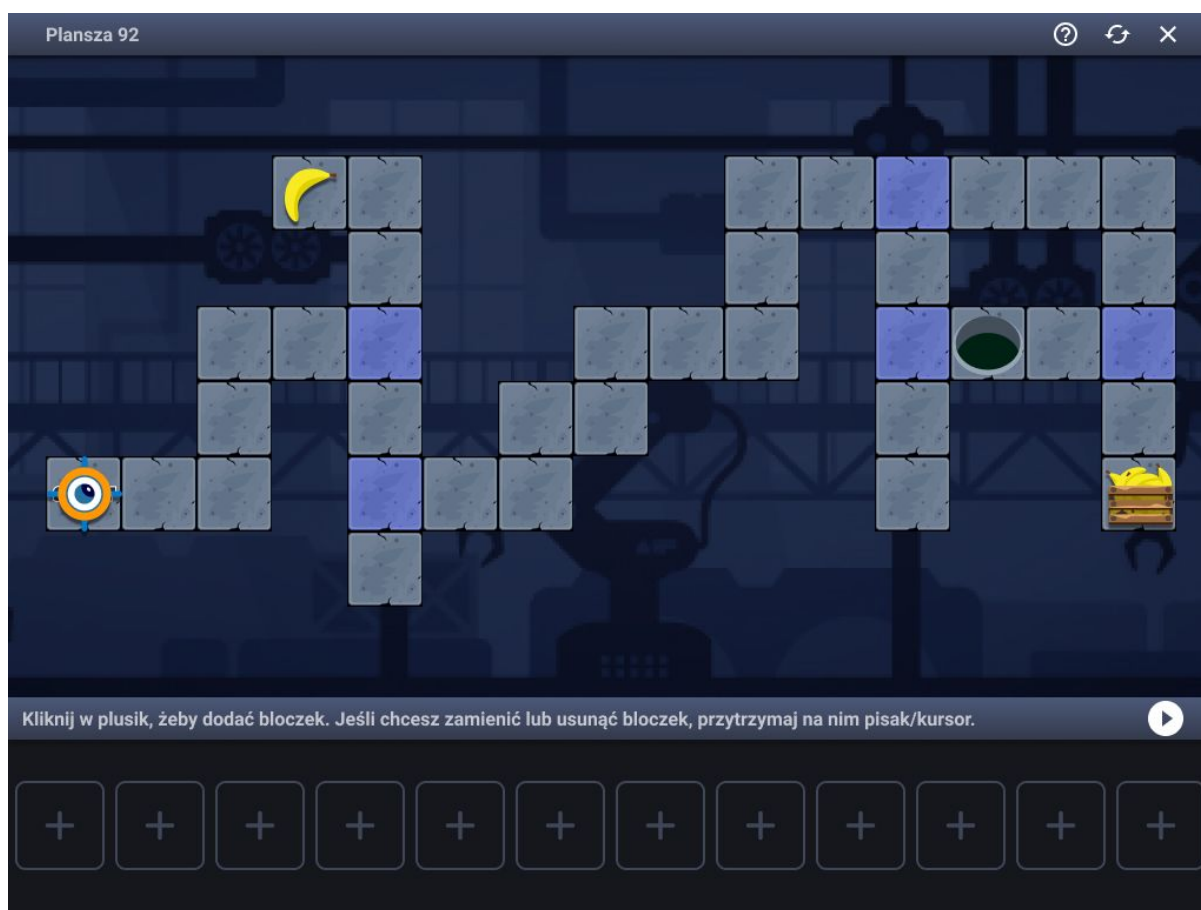 Plansza 92
Kliknij w plusik, żeby dodać bloczek. Jeśli chcesz zamienić lub usunąć bloczek, przytrzymaj na nim pisak/kursor.